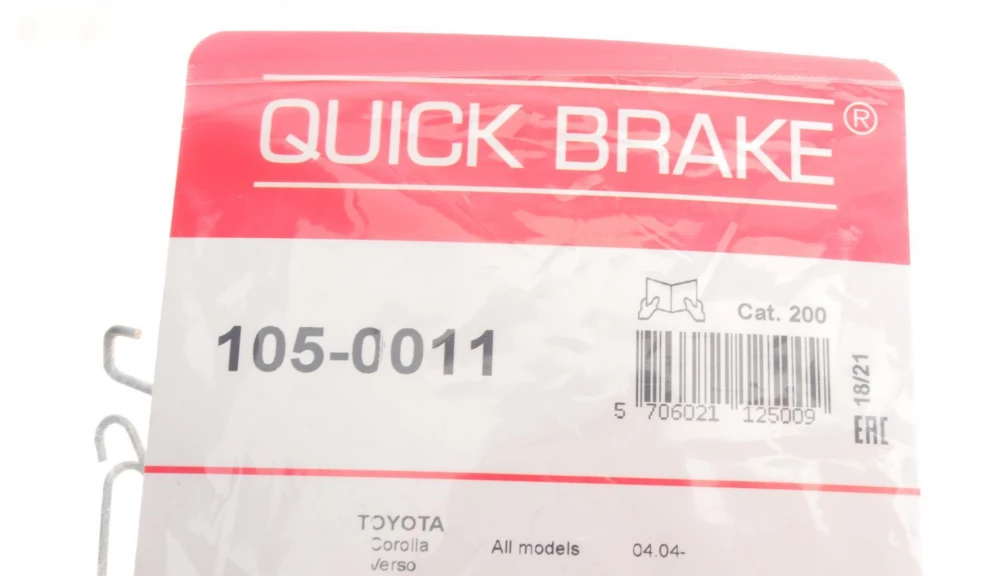 QUICK BRAKE®
105-0011
Cat. 200
5 706021 125009
18/21
EAC
TOYOTA
Corolla All models 04.04-
Verso